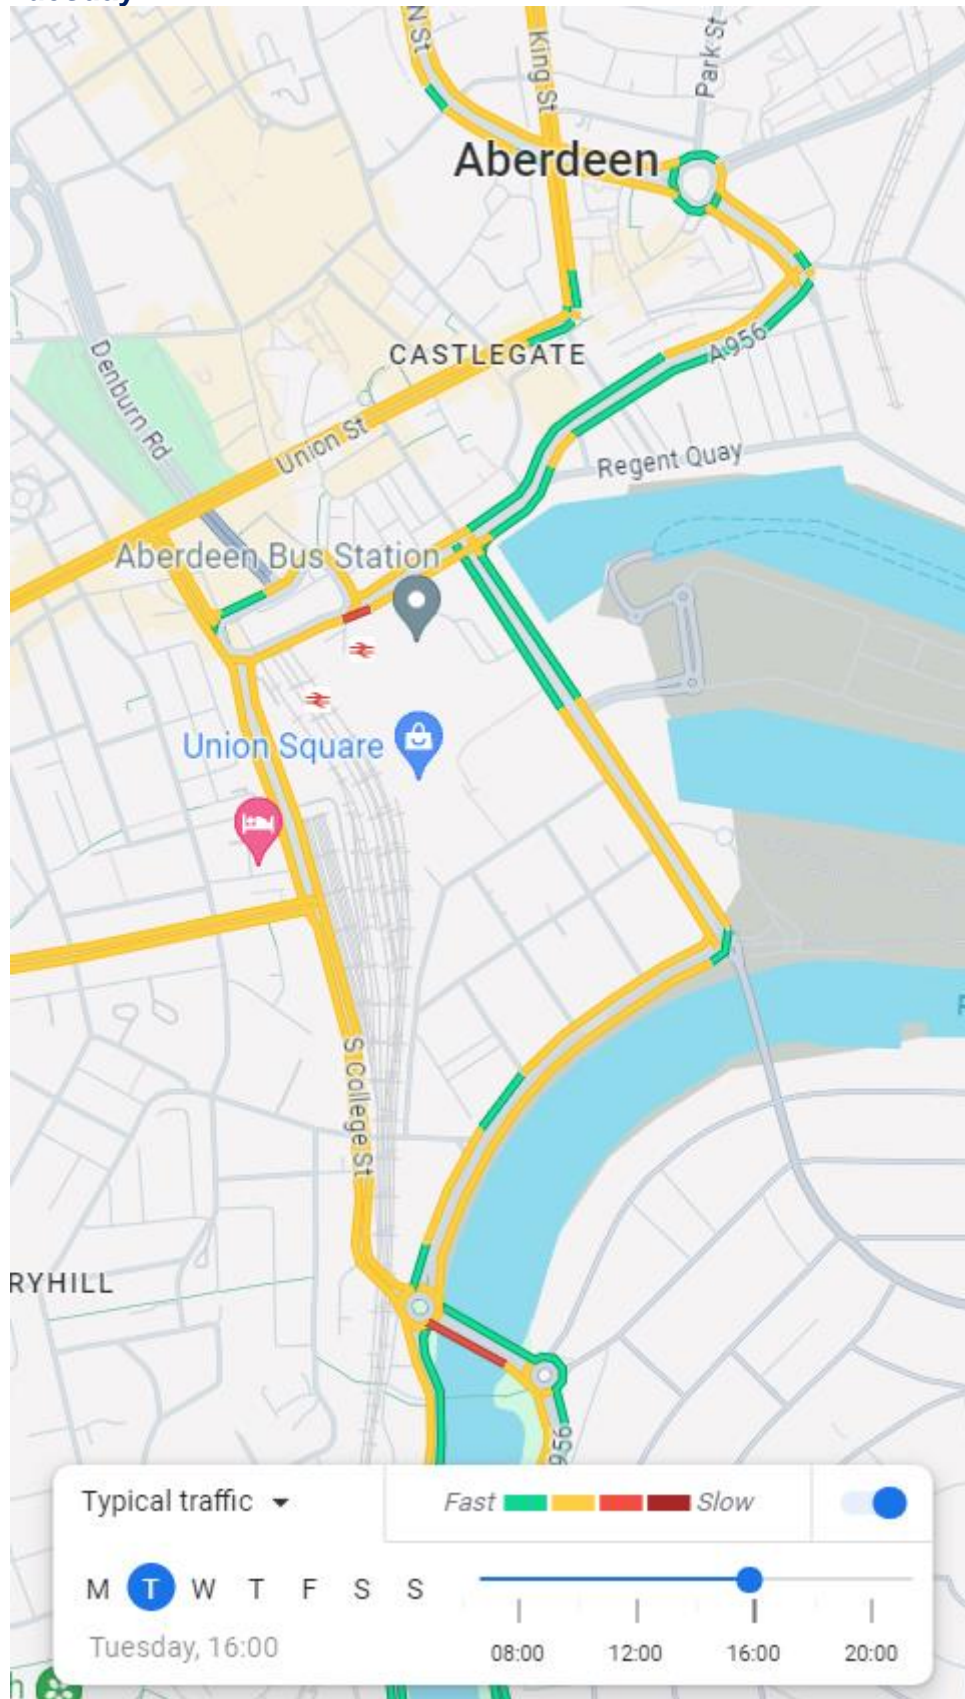 Tuesday
N St
King St
Park St
Aberdeen
CASTLEGATE
A956
Denburn Rd
Union St
Regent Quay
Aberdeen Bus Station
Union Square
S College St
RYHILL
956
Typical traffic
Fast
Slow
M T W T F S S
Tuesday, 16:00
08:00 12:00 16:00 20:00
h